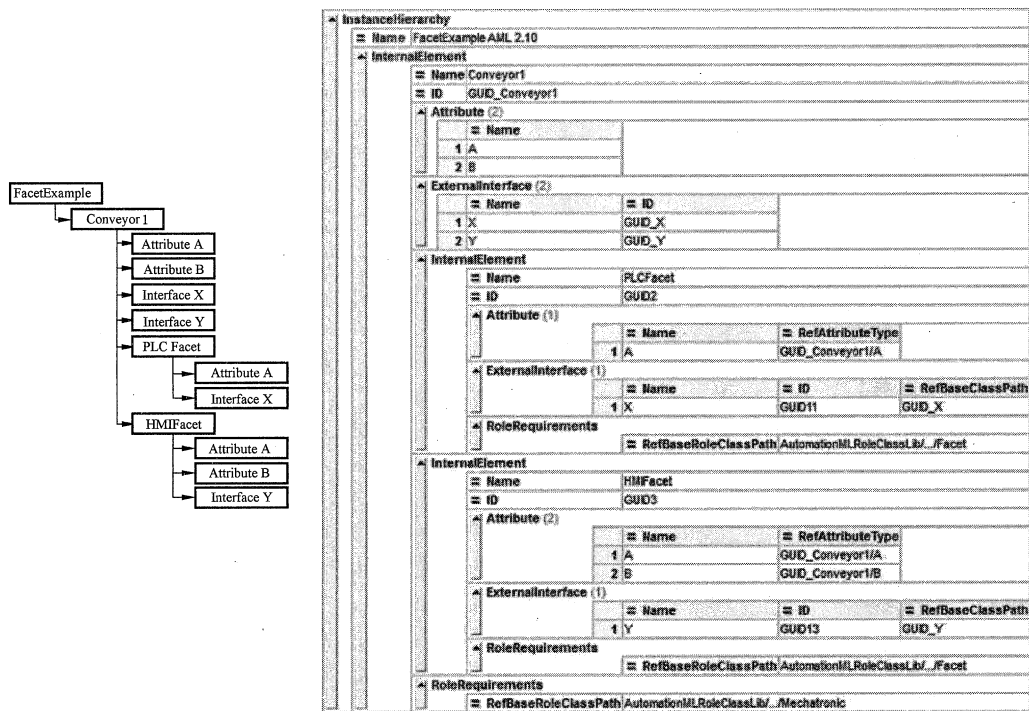 FacetExample
Conveyor 1
Attribute A
Attribute B
Interface X
Interface Y
PLC Facet
Attribute A
Interface X
HMIFacet
Attribute A
Attribute B
Interface Y
InstanceHierarchy
= Name FacetExample AML 2.10
InternalElement
= Name Conveyor1
= ID GUID_Conveyor1
Attribute (2)
= Name
1 A
2 B
ExternalInterface (2)
= Name = ID
1 X GUID_X
2 Y GUID_Y
InternalElement
= Name PLCFacet
= ID GUID2
Attribute (1)
= Name = RefAttributeType
1 A GUID_Conveyor1/A
ExternalInterface (1)
= Name = ID = RefBaseClassPath
1 X GUID11 GUID_X
RoleRequirements
= RefBaseRoleClassPath AutomationMLRoleClassLib/.../Facet
InternalElement
= Name HMIFacet
= ID GUID3
Attribute (2)
= Name = RefAttributeType
1 A GUID_Conveyor1/A
2 B GUID_Conveyor1/B
ExternalInterface (1)
= Name = ID = RefBaseClassPath
1 Y GUID13 GUID_Y
RoleRequirements
= RefBaseRoleClassPath AutomationMLRoleClassLib/.../Facet
RoleRequirements
= RefBaseRoleClassPath AutomationMLRoleClassLib/.../Mechatronic